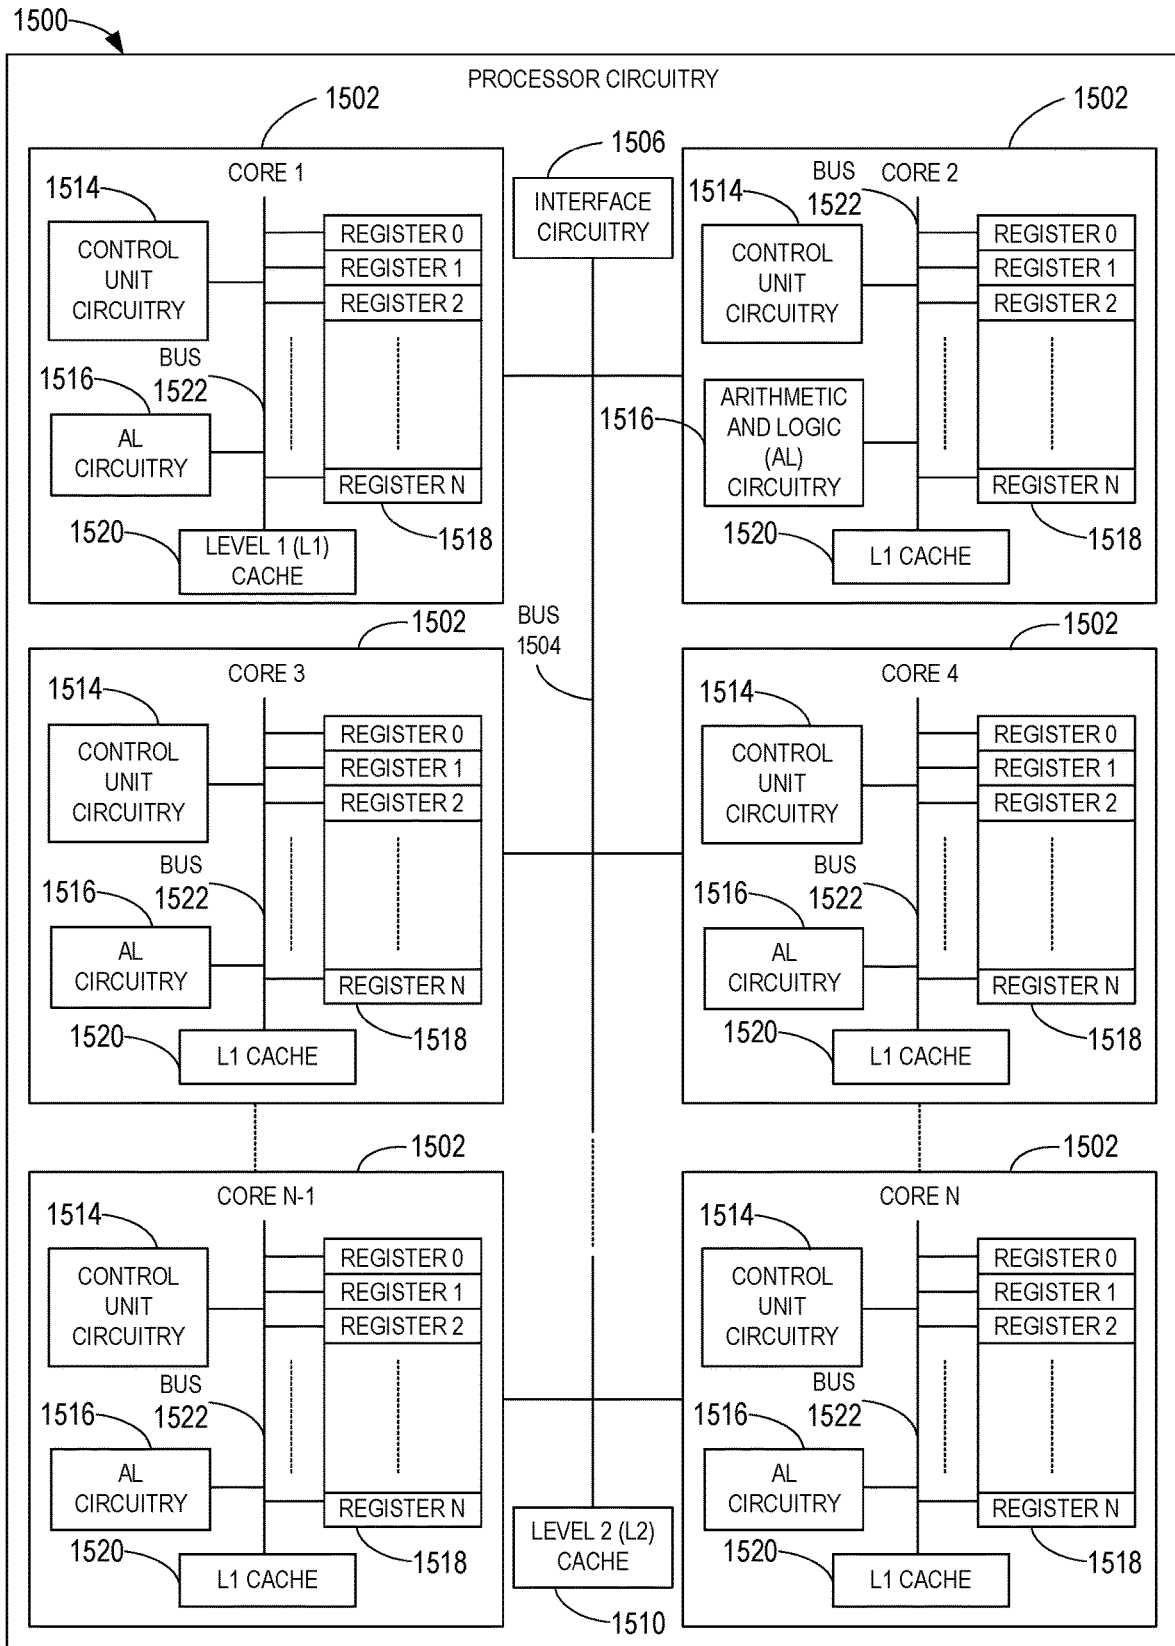 1500
PROCESSOR CIRCUITRY
1502
CORE 1
1514
CONTROL
UNIT
CIRCUITRY
REGISTER 0
REGISTER 1
REGISTER 2
BUS
1522
1516
AL
CIRCUITRY
REGISTER N
1518
1520
LEVEL 1 (L1)
CACHE
1506
INTERFACE
CIRCUITRY
1502
BUS
1522
CORE 2
1514
CONTROL
UNIT
CIRCUITRY
REGISTER 0
REGISTER 1
REGISTER 2
1516
ARITHMETIC
AND LOGIC
(AL)
CIRCUITRY
REGISTER N
1518
1520
L1 CACHE
BUS
1504
1502
CORE 3
1514
CONTROL
UNIT
CIRCUITRY
REGISTER 0
REGISTER 1
REGISTER 2
BUS
1522
1516
AL
CIRCUITRY
REGISTER N
1518
1520
L1 CACHE
1502
CORE 4
1514
CONTROL
UNIT
CIRCUITRY
REGISTER 0
REGISTER 1
REGISTER 2
BUS
1522
1516
AL
CIRCUITRY
REGISTER N
1518
1520
L1 CACHE
1502
CORE N-1
1514
CONTROL
UNIT
CIRCUITRY
REGISTER 0
REGISTER 1
REGISTER 2
BUS
1522
1516
AL
CIRCUITRY
REGISTER N
1518
1520
L1 CACHE
LEVEL 2 (L2)
CACHE
1510
1502
CORE N
1514
CONTROL
UNIT
CIRCUITRY
REGISTER 0
REGISTER 1
REGISTER 2
BUS
1522
1516
AL
CIRCUITRY
REGISTER N
1518
1520
L1 CACHE